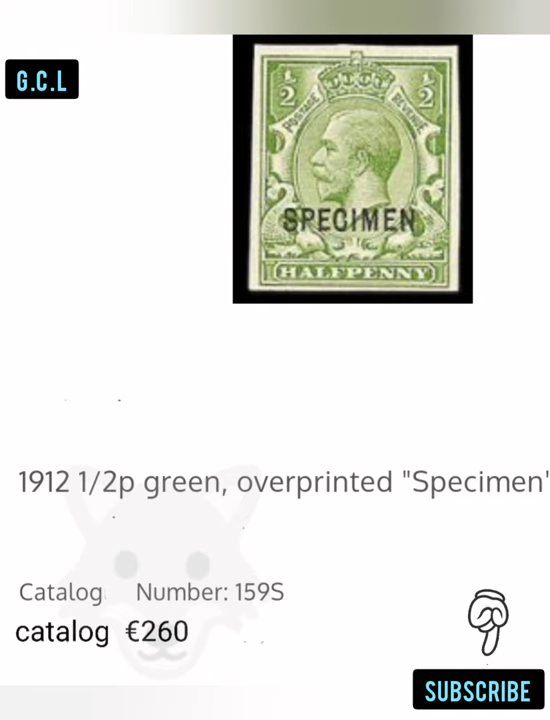 G.C.L
½ ½
POSTAGE REVENUE
SPECIMEN
HALFPENNY
1912 1/2p green, overprinted "Specimen"
Catalog Number: 159S
catalog €260
SUBSCRIBE